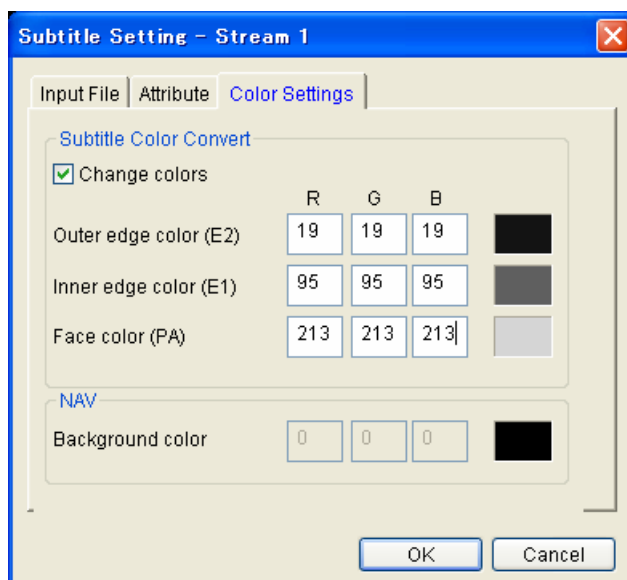 Subtitle Setting - Stream 1
Input File Attribute Color Settings
Subtitle Color Convert
Change colors
R G B
Outer edge color (E2) 19 19 19
Inner edge color (E1) 95 95 95
Face color (PA) 213 213 213
NAV
Background color 0 0 0
OK Cancel